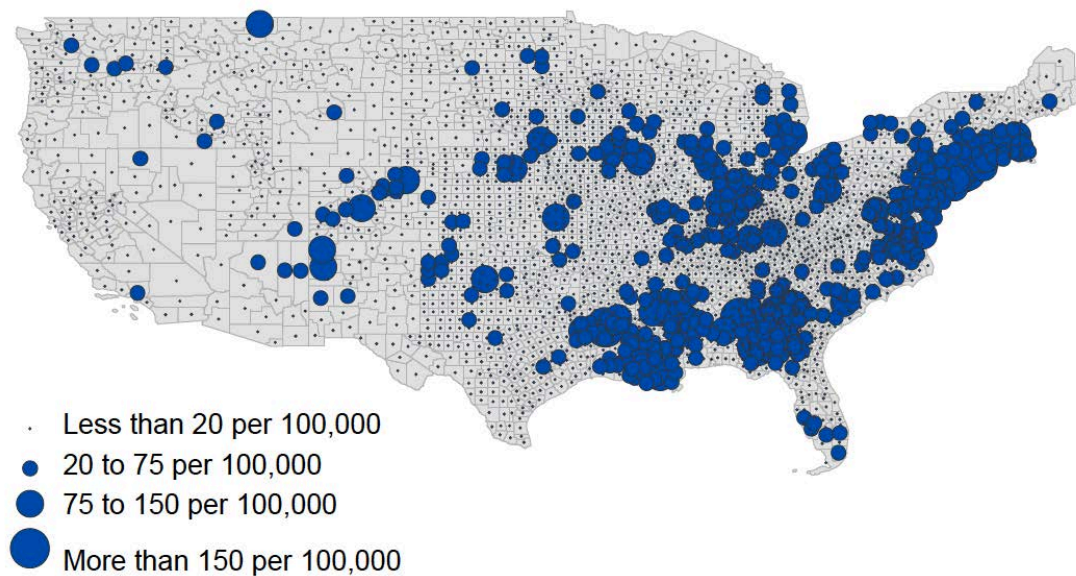 Less than 20 per 100,000
20 to 75 per 100,000
75 to 150 per 100,000
More than 150 per 100,000